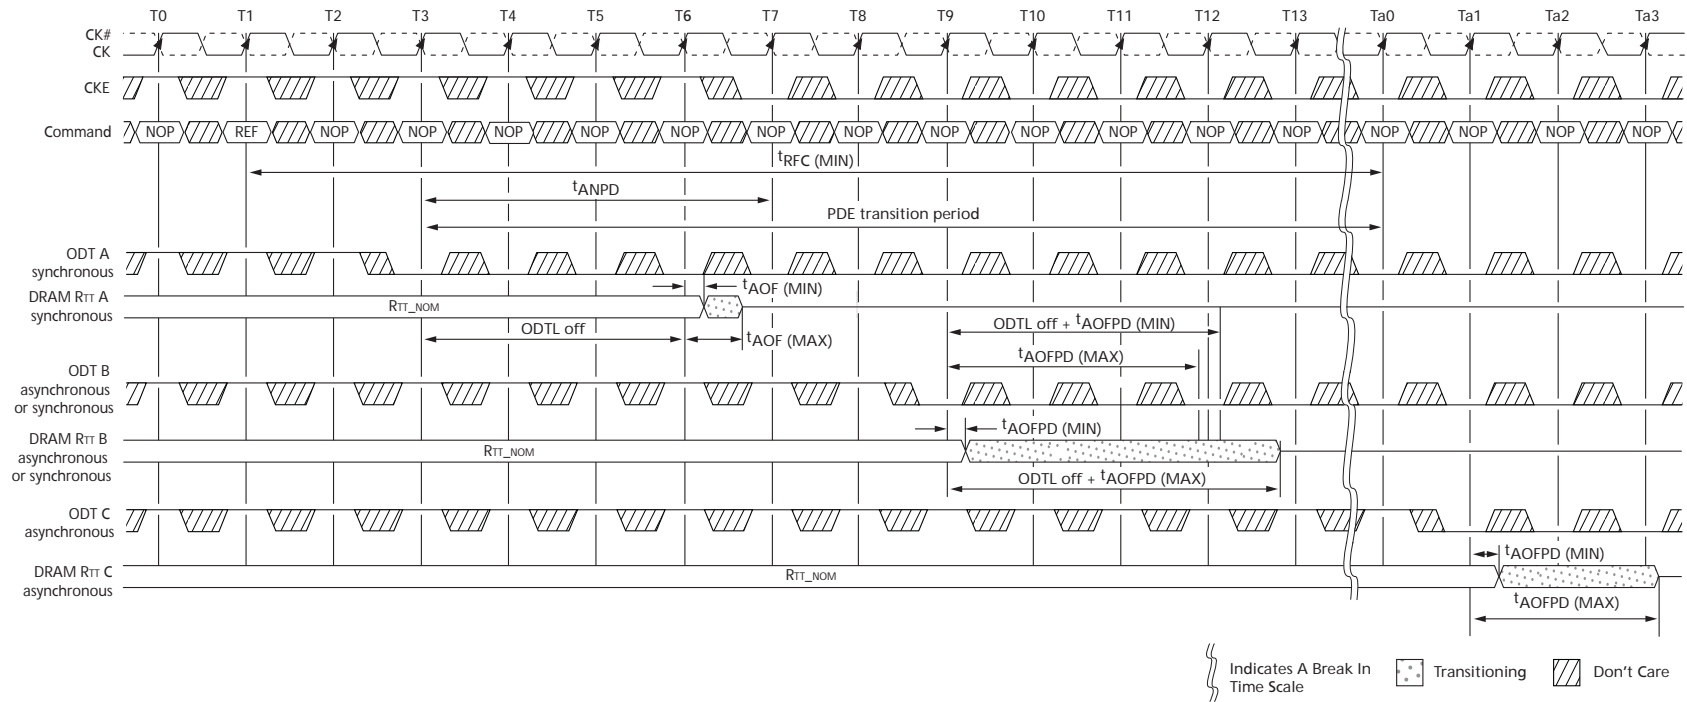 T0 T1 T2 T3 T4 T5 T6 T7 T8 T9 T10 T11 T12 T13 Ta0 Ta1 Ta2 Ta3
CK#
CK
CKE
Command NOP REF NOP NOP NOP NOP NOP NOP NOP NOP NOP NOP NOP NOP NOP NOP NOP NOP
tRFC (MIN)
tANPD
PDE transition period
ODT A
synchronous
tAOF (MIN)
DRAM RTT A
synchronous
RTT_NOM
ODTL off + tAOFPD (MIN)
ODTL off
tAOF (MAX)
tAOFPD (MAX)
ODT B
asynchronous
or synchronous
tAOFPD (MIN)
DRAM RTT B
asynchronous
or synchronous
RTT_NOM
ODTL off + tAOFPD (MAX)
ODT C
asynchronous
tAOFPD (MIN)
DRAM RTT C
asynchronous
RTT_NOM
tAOFPD (MAX)
Indicates A Break In
Time Scale
Transitioning
Don't Care